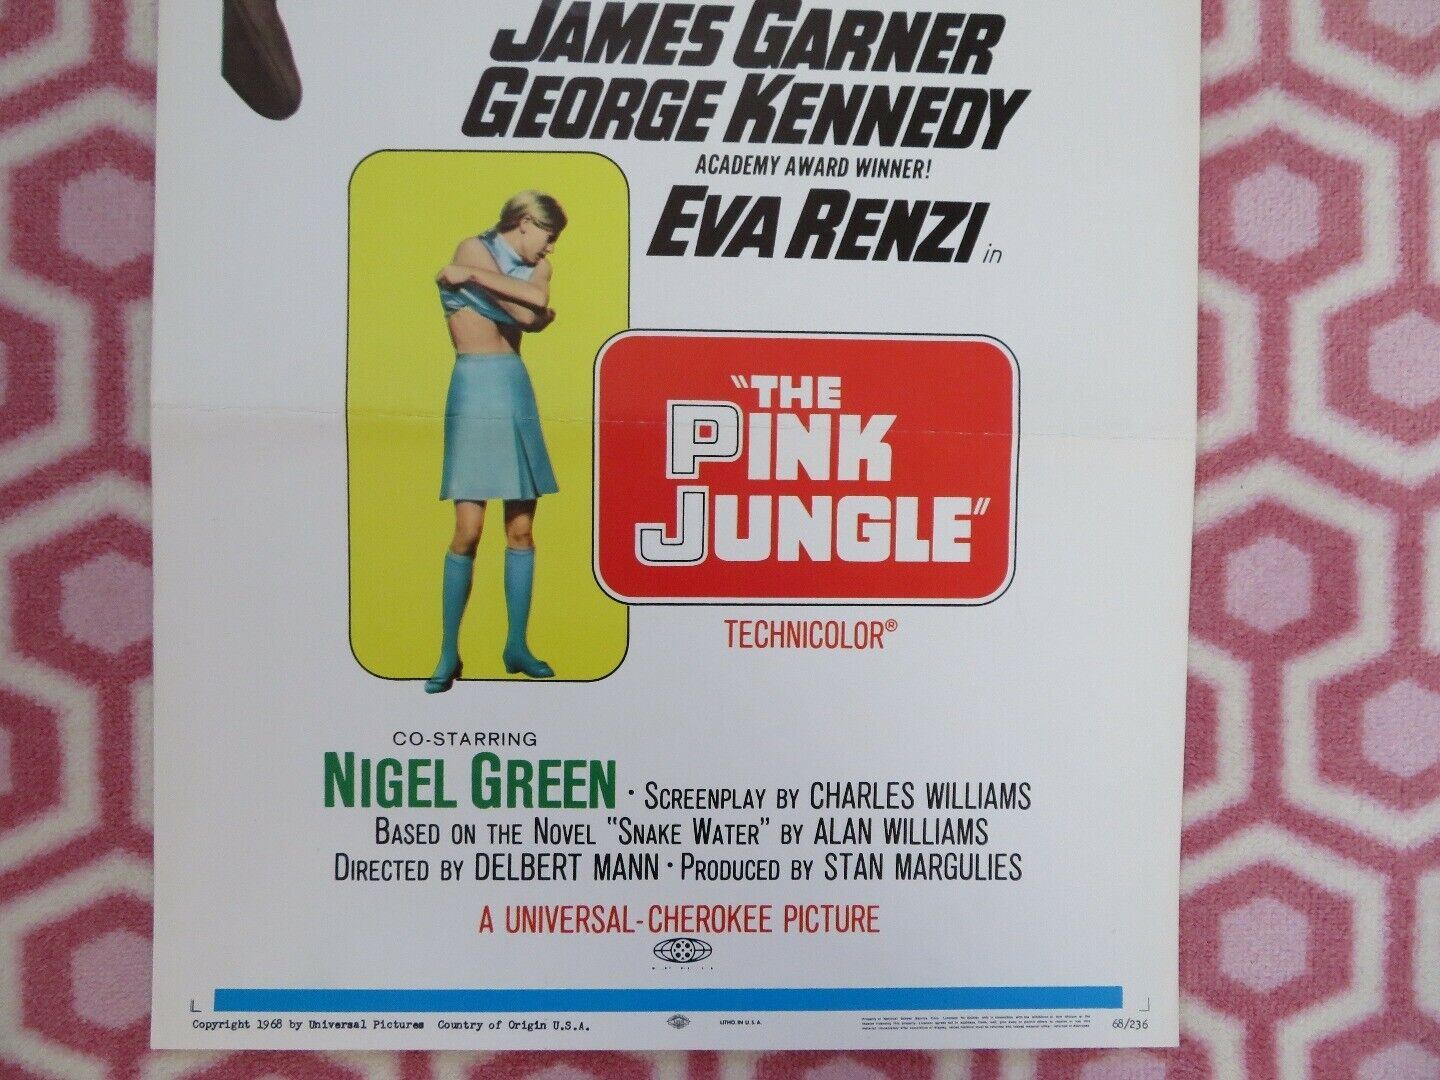 JAMES GARNER
GEORGE KENNEDY
ACADEMY AWARD WINNER!
EVA RENZI in
"THE
PINK
JUNGLE"
TECHNICOLOR®
CO-STARRING
NIGEL GREEN · SCREENPLAY BY CHARLES WILLIAMS
BASED ON THE NOVEL "SNAKE WATER" BY ALAN WILLIAMS
DIRECTED BY DELBERT MANN · PRODUCED BY STAN MARGULIES
A UNIVERSAL-CHEROKEE PICTURE
Copyright 1968 by Universal Pictures Country of Origin U.S.A.
LITHO. IN U.S.A.
68/236